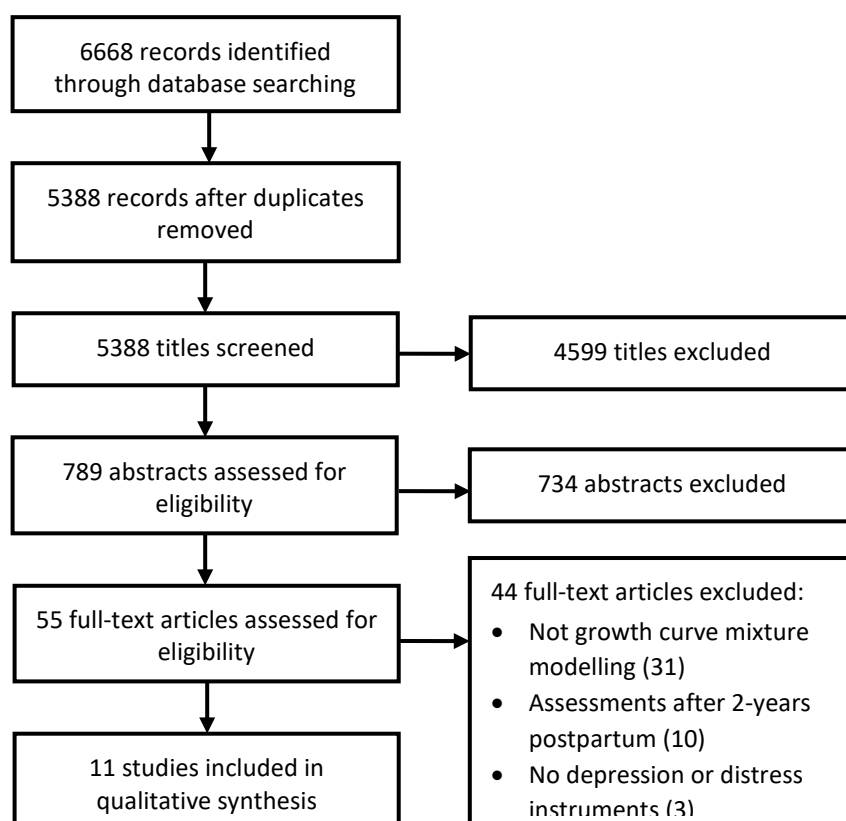 6668 records identified
through database searching
5388 records after duplicates
removed
5388 titles screened
4599 titles excluded
789 abstracts assessed for
eligibility
734 abstracts excluded
55 full-text articles assessed for
eligibility
44 full-text articles excluded:
• Not growth curve mixture
modelling (31)
• Assessments after 2-years
postpartum (10)
• No depression or distress
instruments (3)
11 studies included in
qualitative synthesis